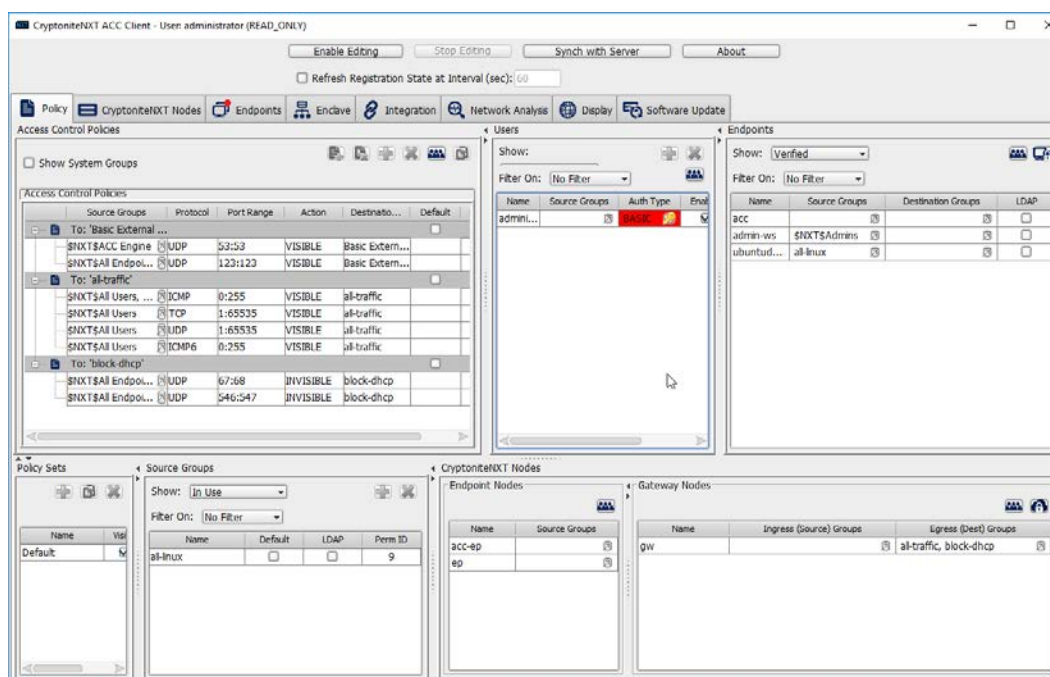 CryptoniteNXT ACC Client - User: administrator (READ_ONLY)
Enable Editing Stop Editing Synch with Server About
Refresh Registration State at Interval (sec): 60
Policy CryptoniteNXT Nodes Endpoints Enclave Integration Network Analysis Display Software Update
Access Control Policies
Show System Groups
Access Control Policies
Source Groups Protocol Port Range Action Destinatio... Default
To: 'Basic External ...
$NXT$ACC Engine UDP 53:53 VISIBLE Basic Extern...
$NXT$All Endpoi... UDP 123:123 VISIBLE Basic Extern...
To: 'all-traffic'
$NXT$All Users, ... ICMP 0:255 VISIBLE all-traffic
$NXT$All Users TCP 1:65535 VISIBLE all-traffic
$NXT$All Users UDP 1:65535 VISIBLE all-traffic
$NXT$All Users ICMP6 0:255 VISIBLE all-traffic
To: 'block-dhcp'
$NXT$All Endpoi... UDP 67:68 INVISIBLE block-dhcp
$NXT$All Endpoi... UDP 546:547 INVISIBLE block-dhcp
Users
Show:
Filter On: No Filter
Name Source Groups Auth Type Enab
admini... BASIC
Endpoints
Show: Verified
Filter On: No Filter
Name Source Groups Destination Groups LDAP
acc
admin-ws $NXT$Admins
ubuntud... all-linux
Policy Sets
Name Visi
Default
Source Groups
Show: In Use
Filter On: No Filter
Name Default LDAP Perm ID
all-linux 9
CryptoniteNXT Nodes
Endpoint Nodes
Name Source Groups
acc-ep
ep
Gateway Nodes
Name Ingress (Source) Groups Egress (Dest) Groups
gw all-traffic, block-dhcp